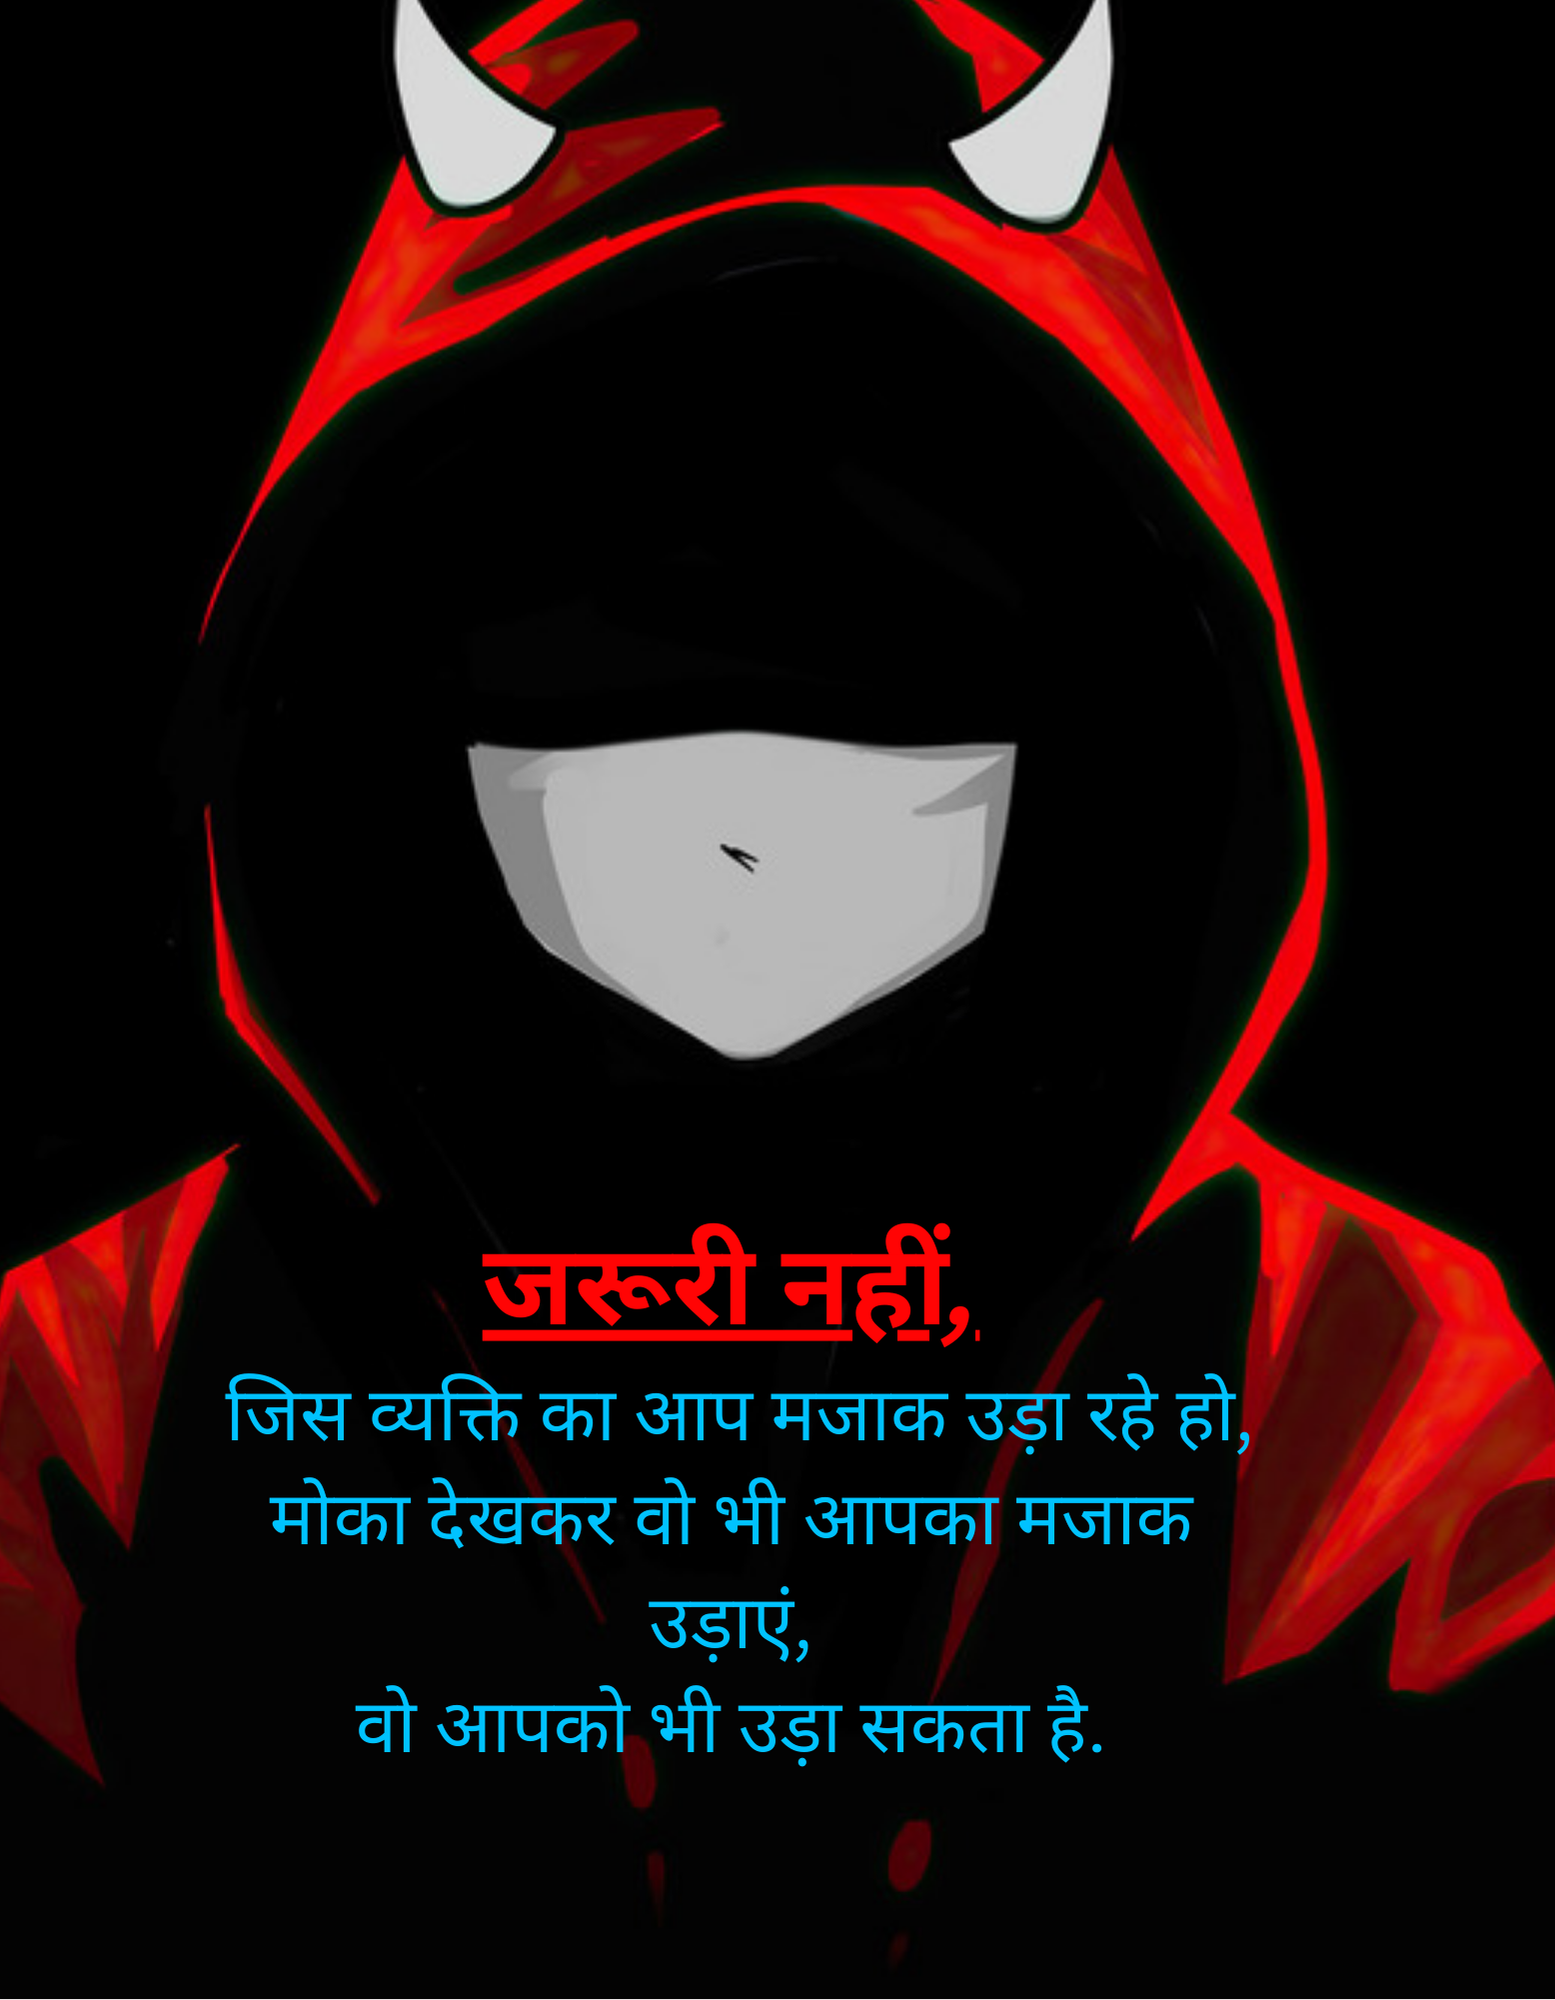 जरूरी नहीं,
जिस व्यक्ति का आप मजाक उड़ा रहे हो,
मोका देखकर वो भी आपका मजाक
उड़ाएं,
वो आपको भी उड़ा सकता है.